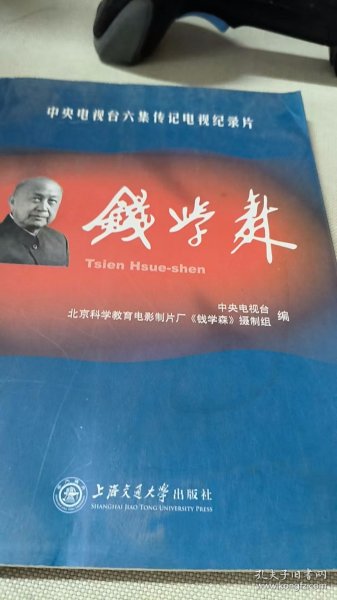 中央电视台六集传记电视纪录片
錢学森
Tsien Hsue-shen
中央电视台
北京科学教育电影制片厂《钱学森》摄制组 编
上海交通大学出版社
SHANGHAI JIAO TONG UNIVERSITY PRESS
孔夫子旧书网